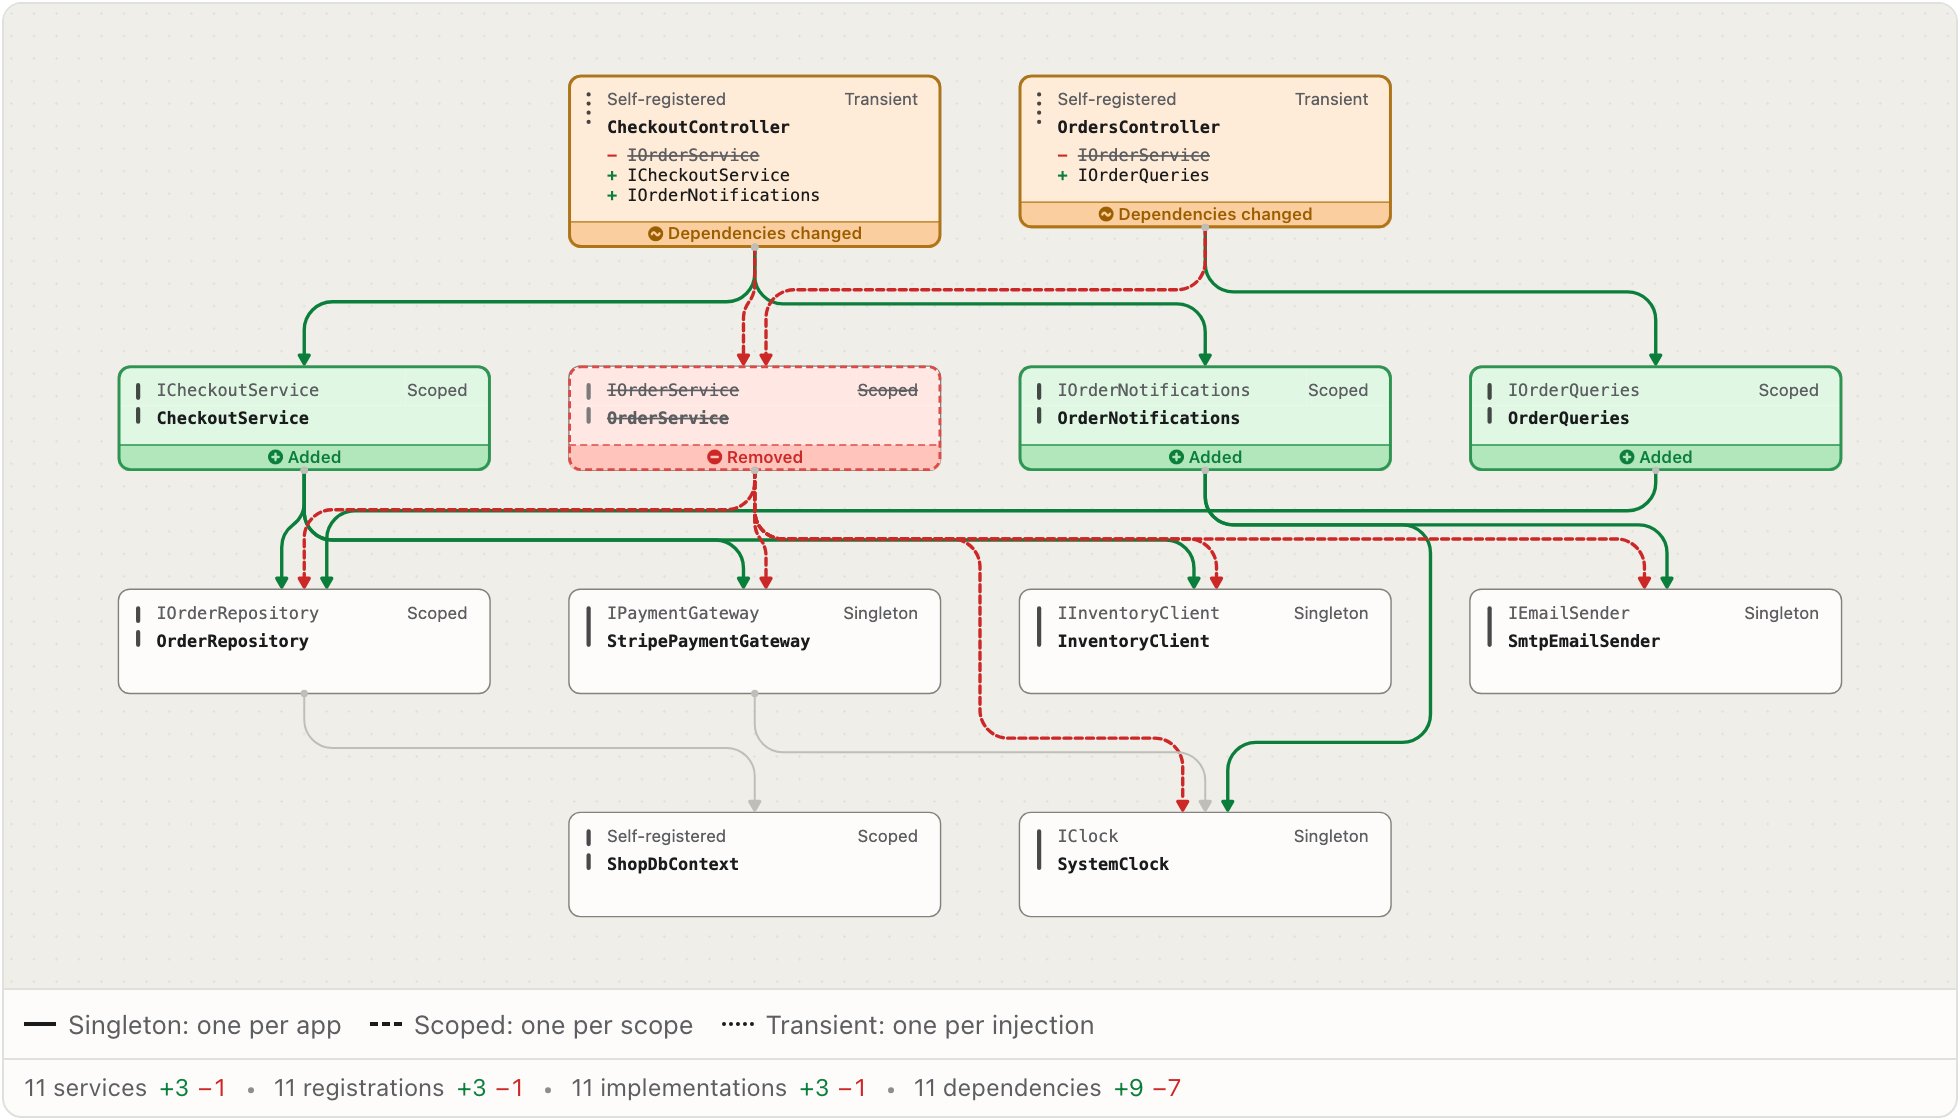 Self-registered Transient
CheckoutController
− IOrderService
+ ICheckoutService
+ IOrderNotifications
Dependencies changed
Self-registered Transient
OrdersController
− IOrderService
+ IOrderQueries
Dependencies changed
ICheckoutService Scoped
CheckoutService
Added
IOrderService Scoped
OrderService
Removed
IOrderNotifications Scoped
OrderNotifications
Added
IOrderQueries Scoped
OrderQueries
Added
IOrderRepository Scoped
OrderRepository
IPaymentGateway Singleton
StripePaymentGateway
IInventoryClient Singleton
InventoryClient
IEmailSender Singleton
SmtpEmailSender
Self-registered Scoped
ShopDbContext
IClock Singleton
SystemClock
Singleton: one per app Scoped: one per scope Transient: one per injection
11 services +3 −1 • 11 registrations +3 −1 • 11 implementations +3 −1 • 11 dependencies +9 −7